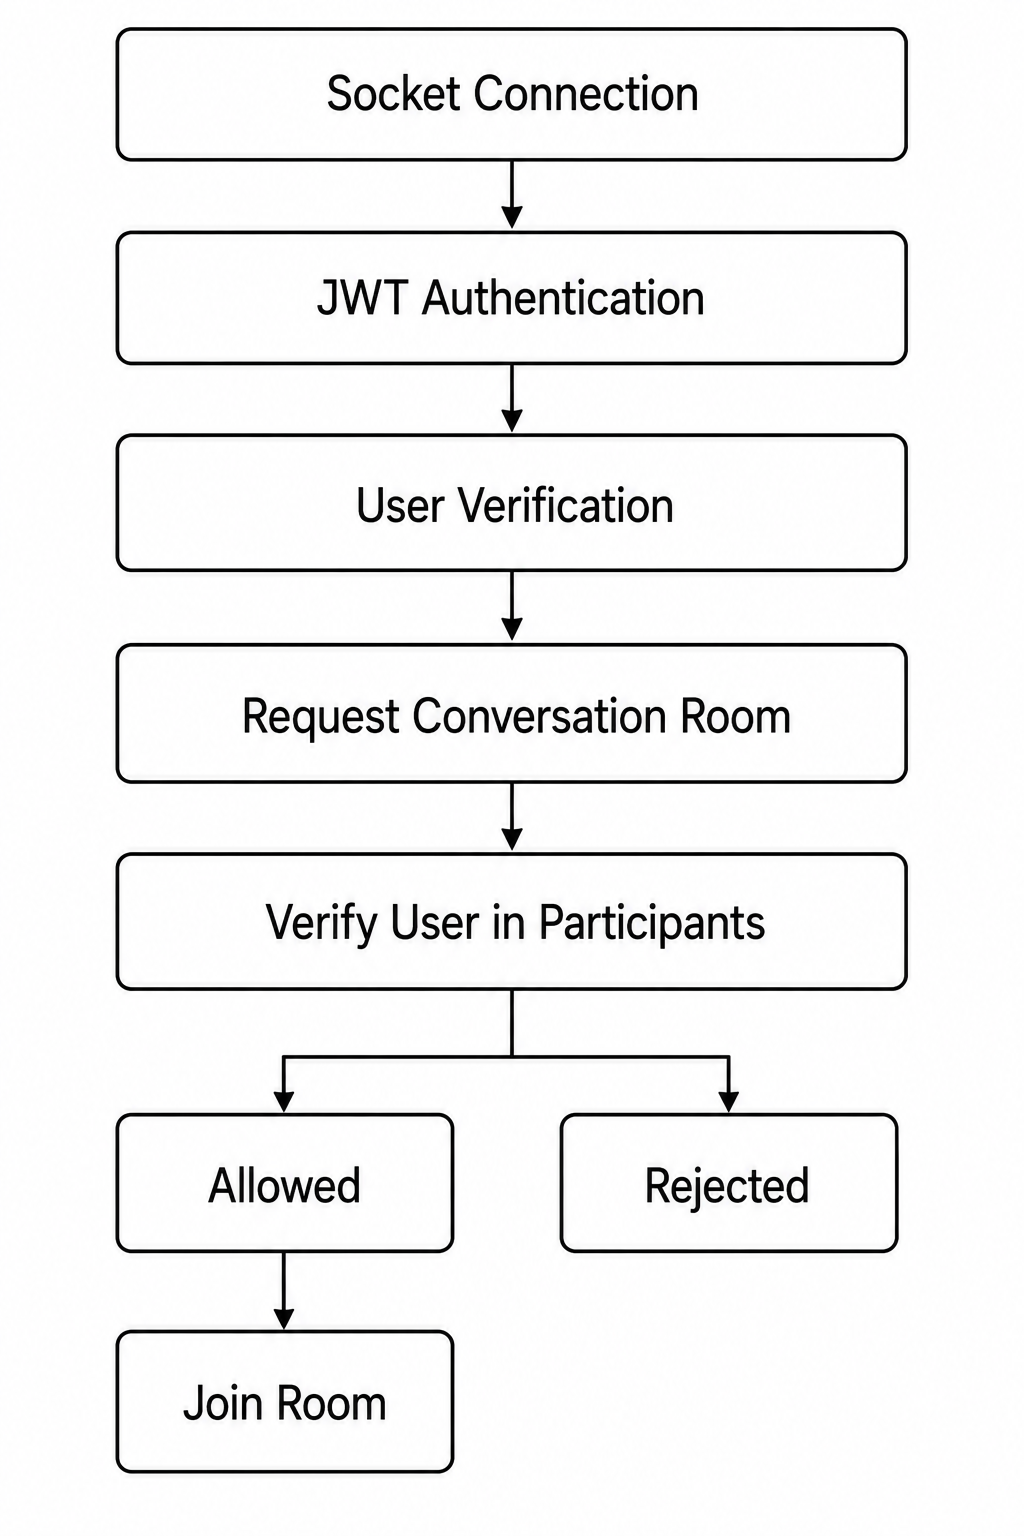 Socket Connection
JWT Authentication
User Verification
Request Conversation Room
Verify User in Participants
Allowed
Rejected
Join Room